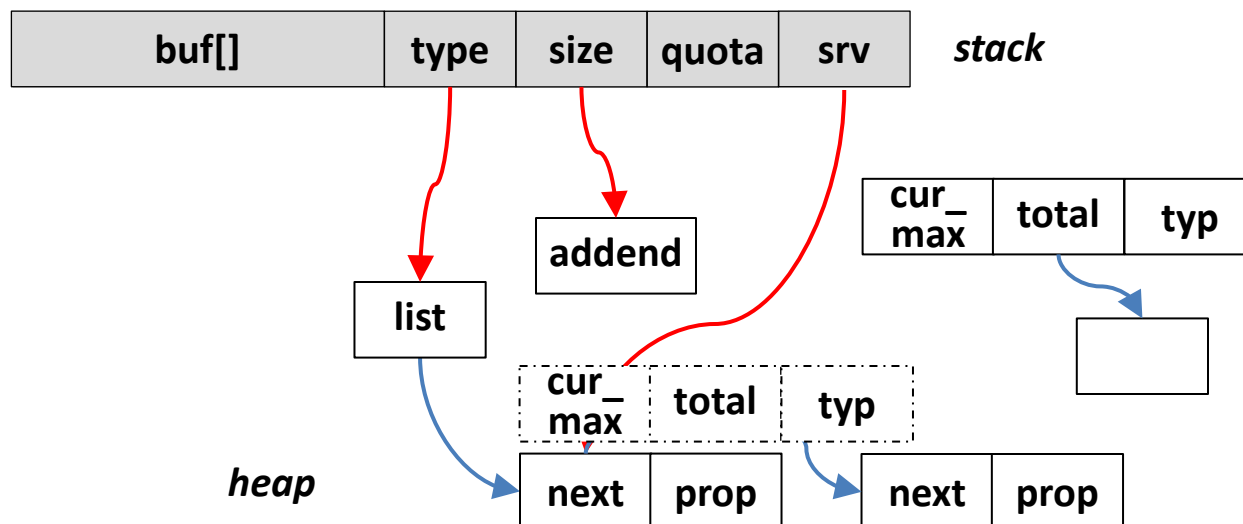 buf[] type size quota srv stack
cur_
max total typ
addend
list
cur_
max total typ
heap next prop next prop